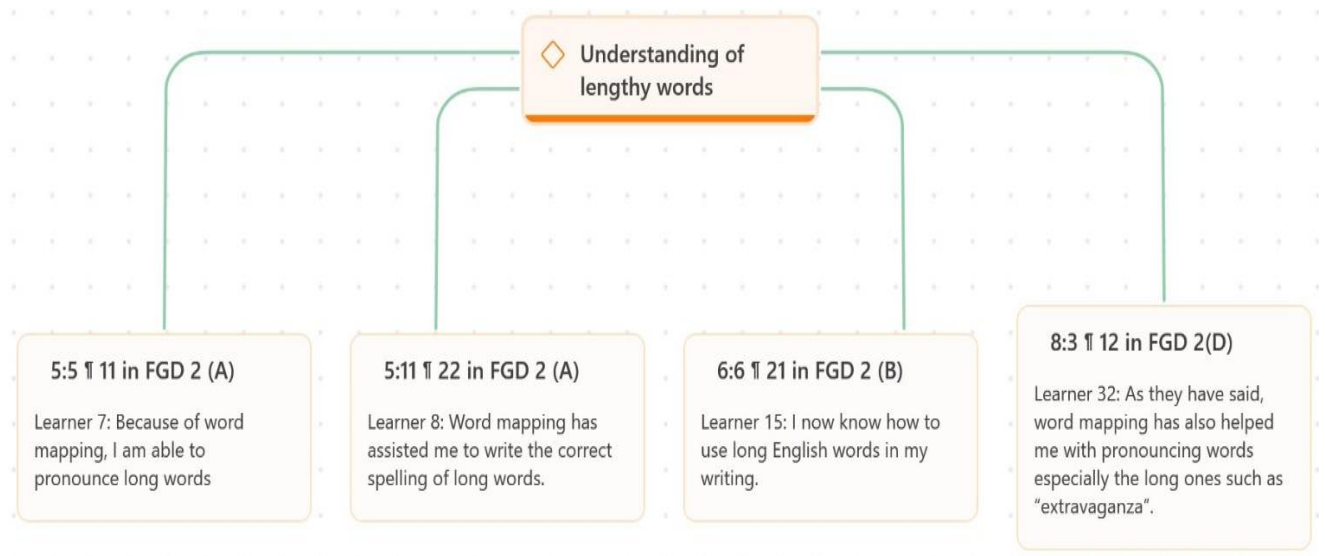 Understanding of
lengthy words
5:5 ¶ 11 in FGD 2 (A)
Learner 7: Because of word
mapping, I am able to
pronounce long words
5:11 ¶ 22 in FGD 2 (A)
Learner 8: Word mapping has
assisted me to write the correct
spelling of long words.
6:6 ¶ 21 in FGD 2 (B)
Learner 15: I now know how to
use long English words in my
writing.
8:3 ¶ 12 in FGD 2(D)
Learner 32: As they have said,
word mapping has also helped
me with pronouncing words
especially the long ones such as
“extravaganza”.